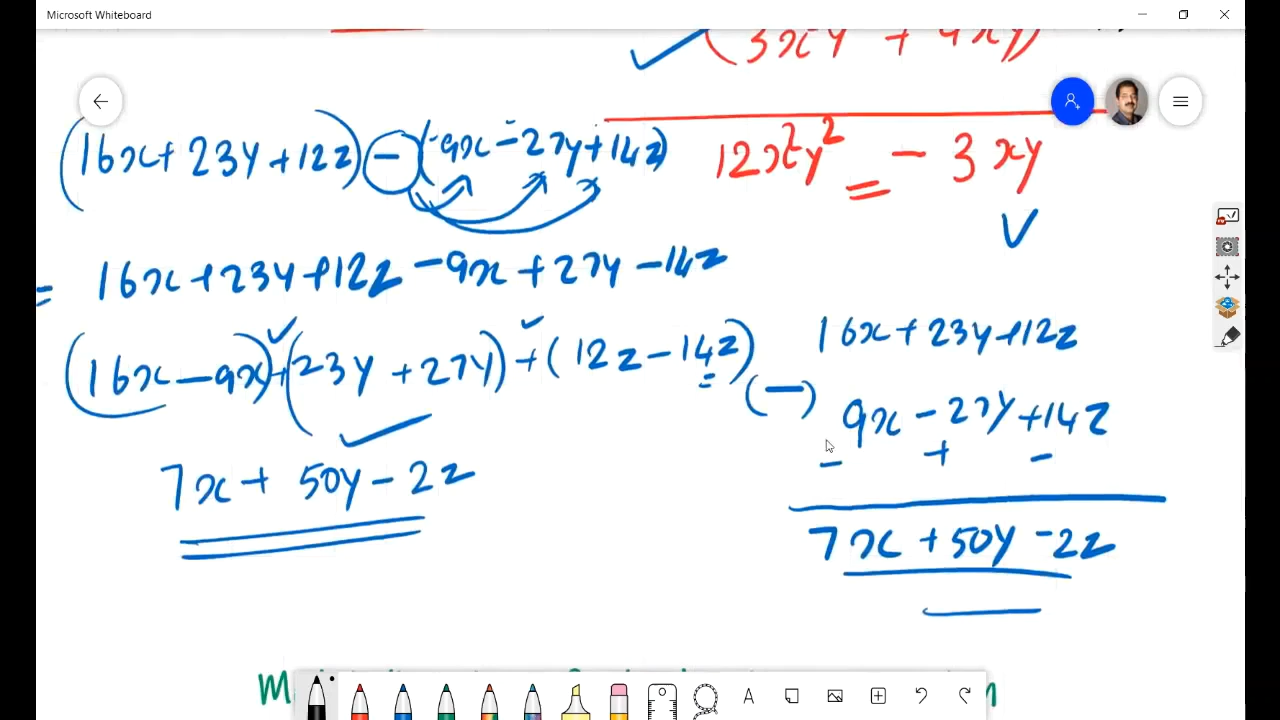 Microsoft Whiteboard
(3x²y² + 4xy)
(16x + 23y + 12z) - (9x - 27y + 14z)
12x²y² = - 3xy
= 16x + 23y + 12z - 9x + 27y - 14z
(16x - 9x) + (23y + 27y) + (12z - 14z)
7x + 50y - 2z
16x + 23y + 12z
(-) 9x - 27y + 14z
- + -
7x + 50y - 2z
A